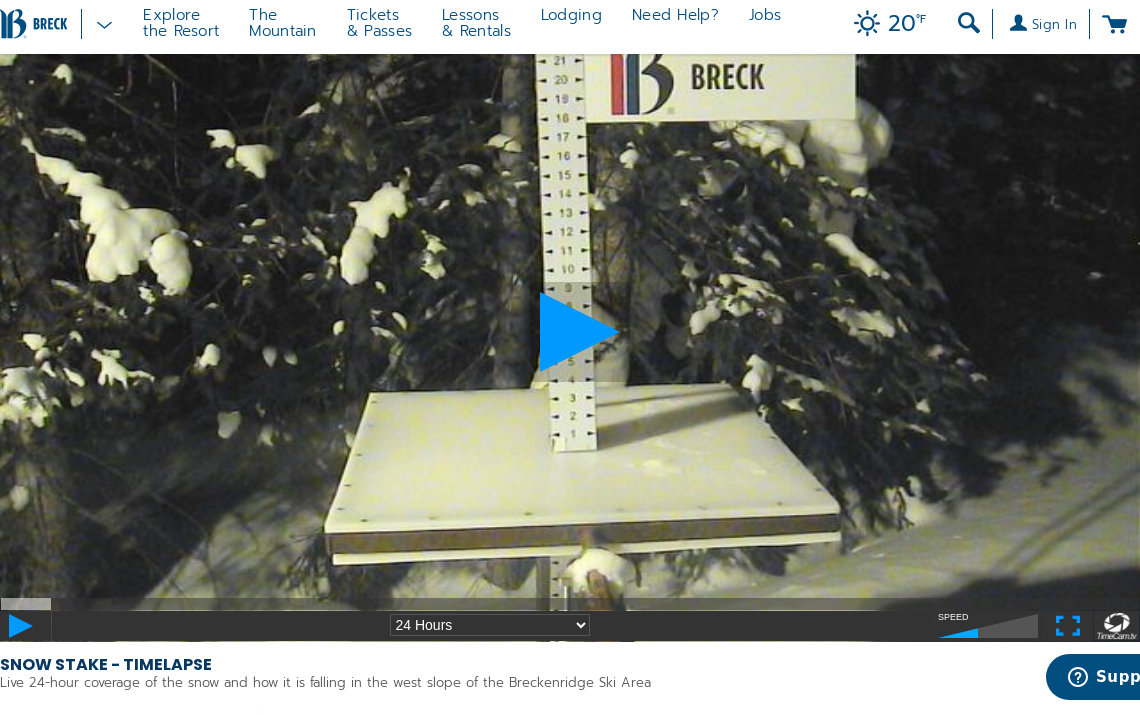 BRECK
Explore
the Resort
The
Mountain
Tickets
& Passes
Lessons
& Rentals
Lodging
Need Help?
Jobs
20°F
Sign In
BRECK
21
20
19
18
17
16
15
14
13
12
11
10
9
5
4
3
2
1
24 Hours
SPEED
TimeCam.tv
SNOW STAKE - TIMELAPSE
Live 24-hour coverage of the snow and how it is falling in the west slope of the Breckenridge Ski Area
Supp